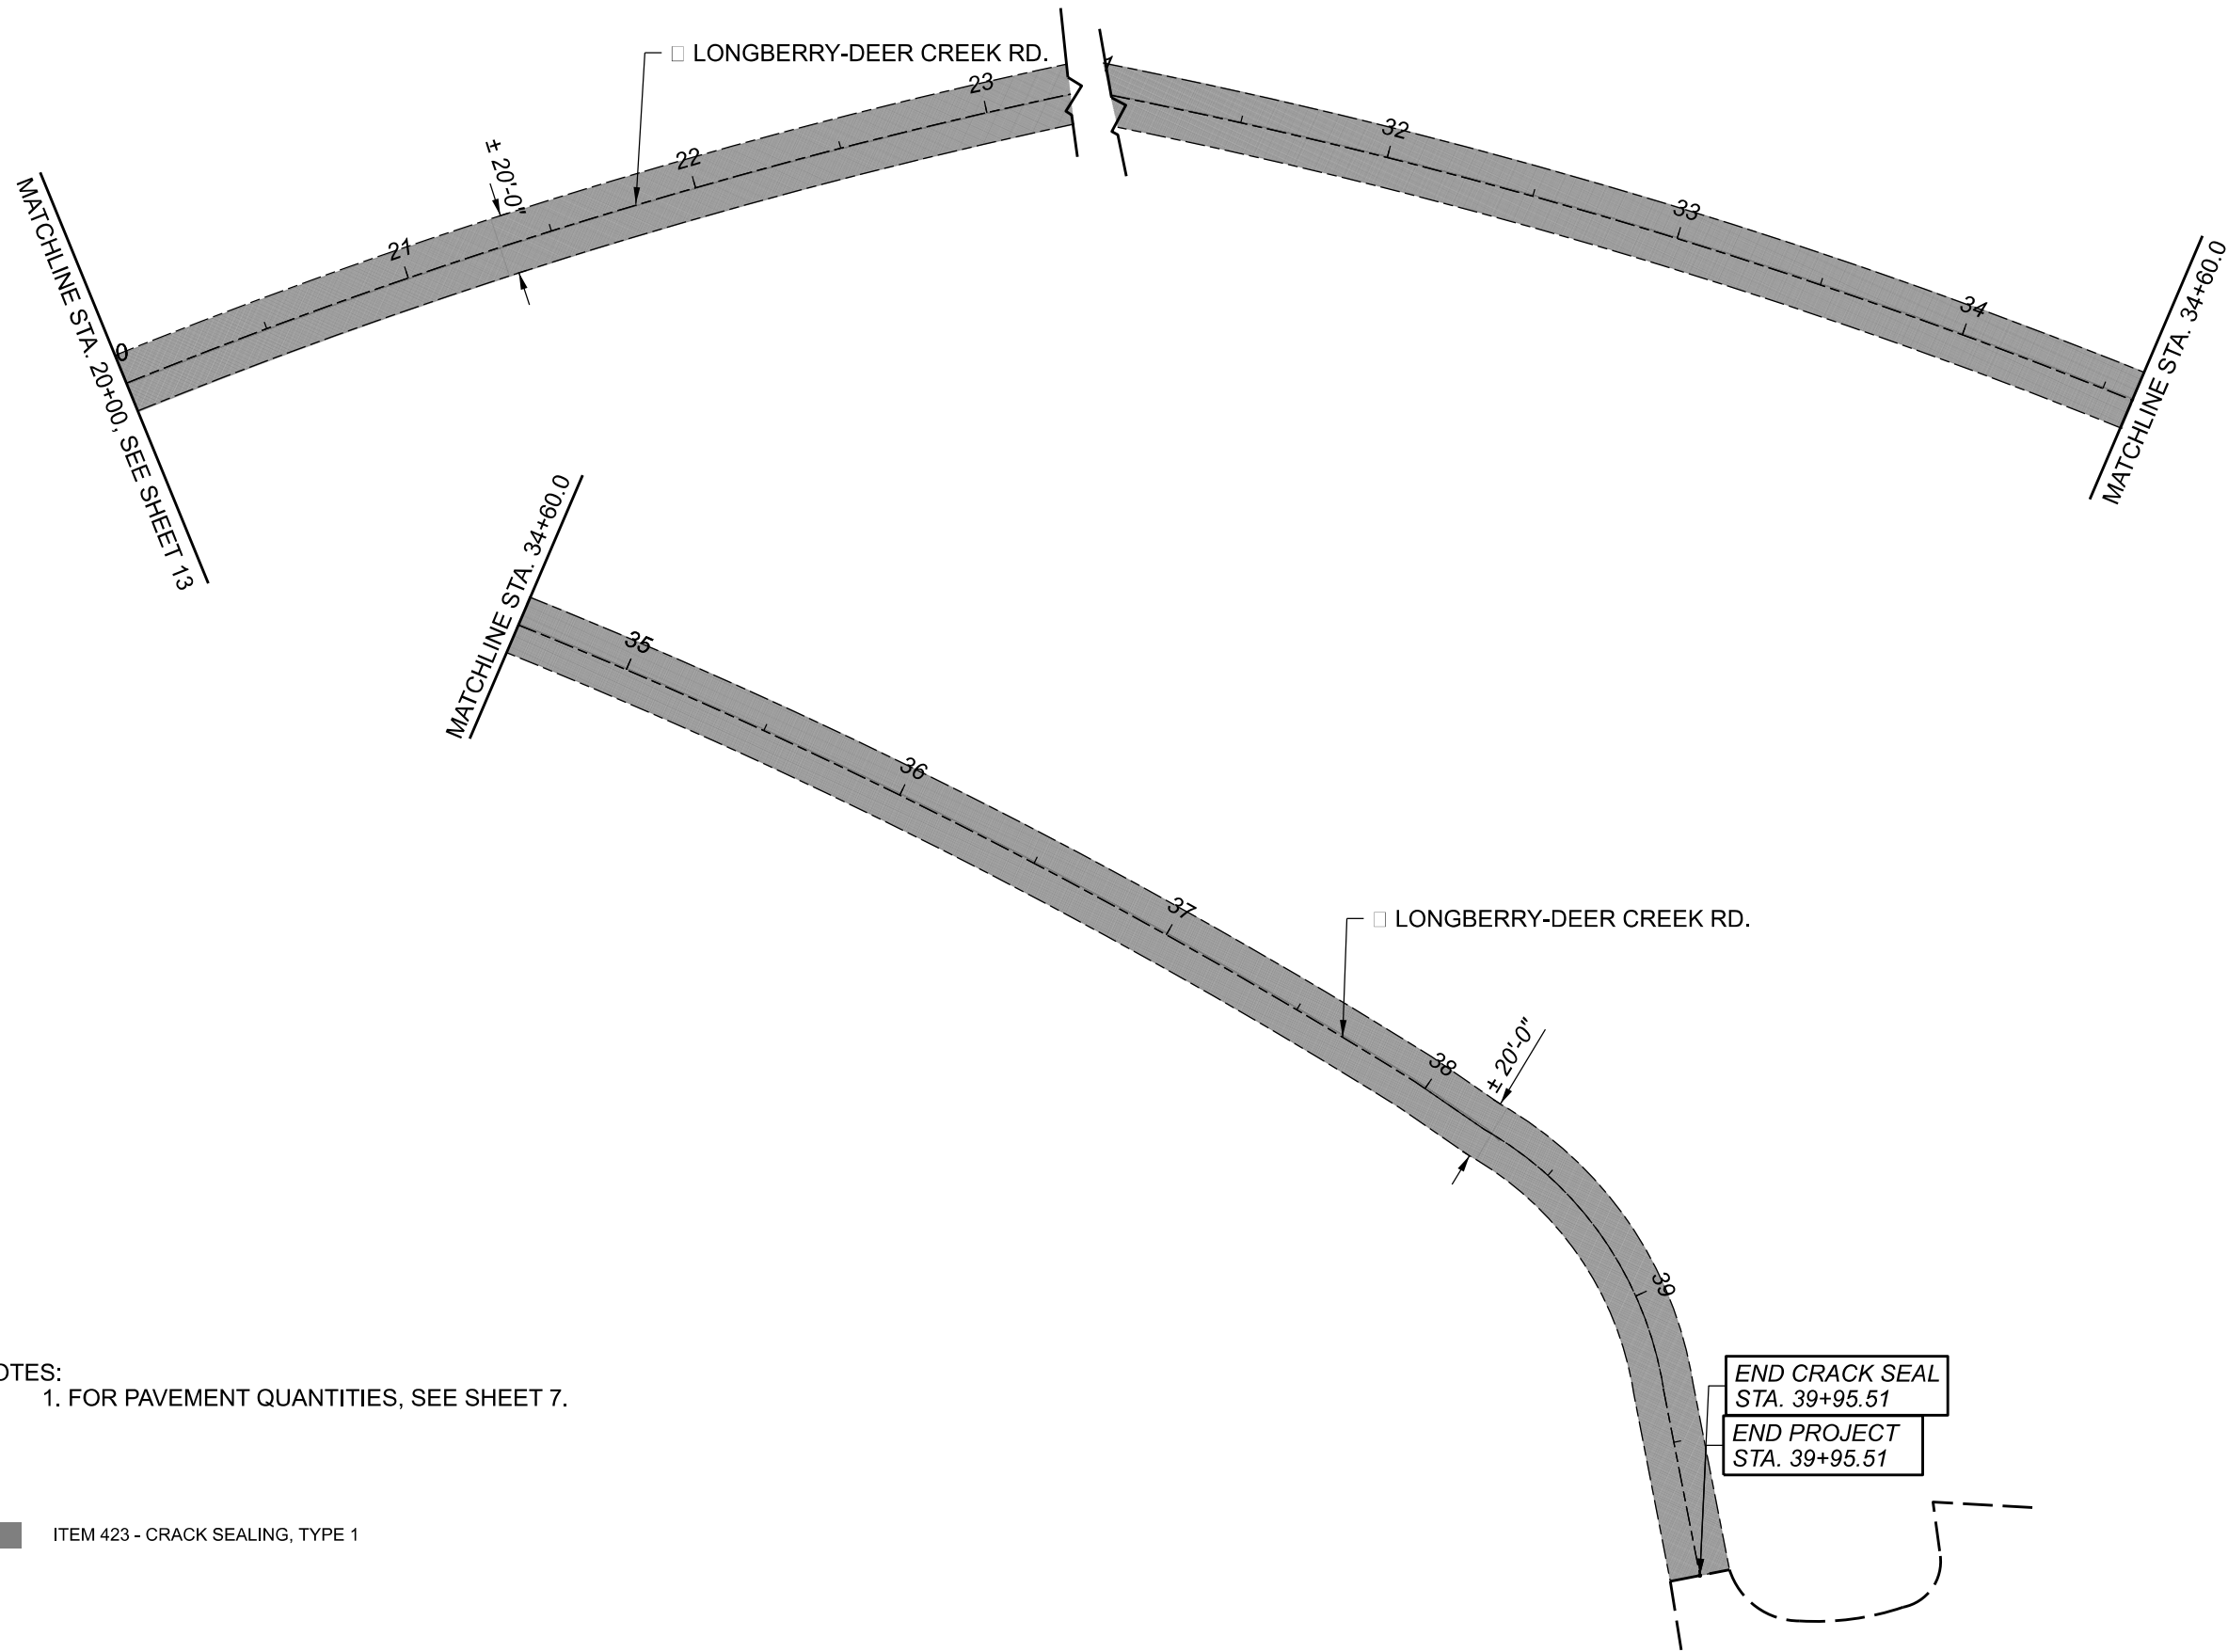 □ LONGBERRY-DEER CREEK RD.
23
22
± 20'-0"
21
0
MATCHLINE STA. 20+00, SEE SHEET 13
1
32
33
34
MATCHLINE STA. 34+60.0
MATCHLINE STA. 34+60.0
35
36
37
□ LONGBERRY-DEER CREEK RD.
38
± 20'-0"
39
END CRACK SEAL
STA. 39+95.51
END PROJECT
STA. 39+95.51
OTES:
1. FOR PAVEMENT QUANTITIES, SEE SHEET 7.
ITEM 423 - CRACK SEALING, TYPE 1